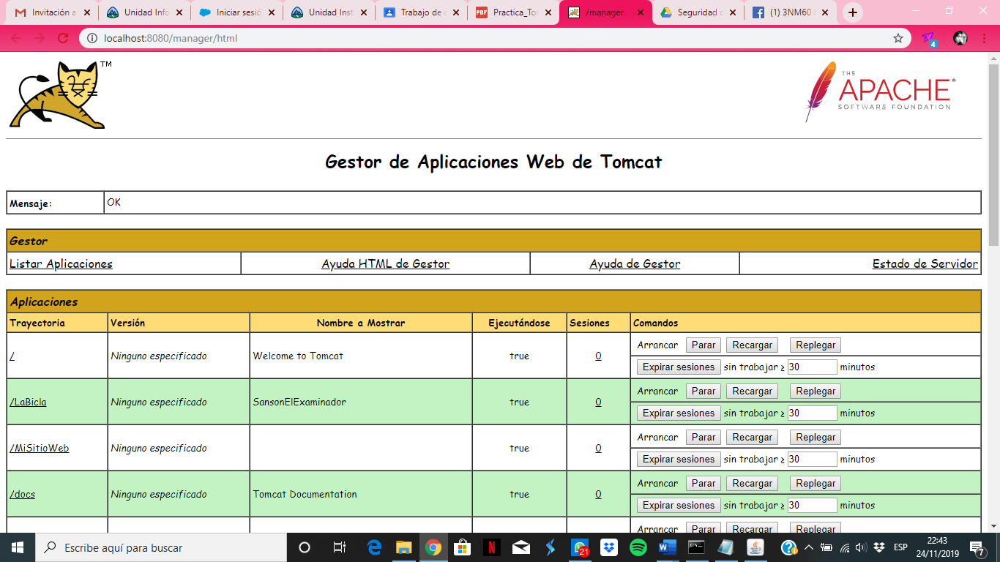 Invitación a
Unidad Info
Iniciar sesió
Unidad Inst
Trabajo de
PDF
Practica_Tor
/manager
Seguridad
(1) 3NM60
localhost:8080/manager/html
4
TM
THE
APACHE®
SOFTWARE FOUNDATION
Gestor de Aplicaciones Web de Tomcat
Mensaje: OK
Gestor
Listar Aplicaciones Ayuda HTML de Gestor Ayuda de Gestor Estado de Servidor
Aplicaciones
Trayectoria Versión Nombre a Mostrar Ejecutándose Sesiones Comandos
/ Ninguno especificado Welcome to Tomcat true 0 Arrancar Parar Recargar Replegar
Expirar sesiones sin trabajar ≥ 30 minutos
/LaBicla Ninguno especificado SansonElExaminador true 0 Arrancar Parar Recargar Replegar
Expirar sesiones sin trabajar ≥ 30 minutos
/MiSitioWeb Ninguno especificado true 0 Arrancar Parar Recargar Replegar
Expirar sesiones sin trabajar ≥ 30 minutos
/docs Ninguno especificado Tomcat Documentation true 0 Arrancar Parar Recargar Replegar
Expirar sesiones sin trabajar ≥ 30 minutos
Arrancar Parar Recargar Replegar
Escribe aquí para buscar
21
ESP
22:43
24/11/2019
7